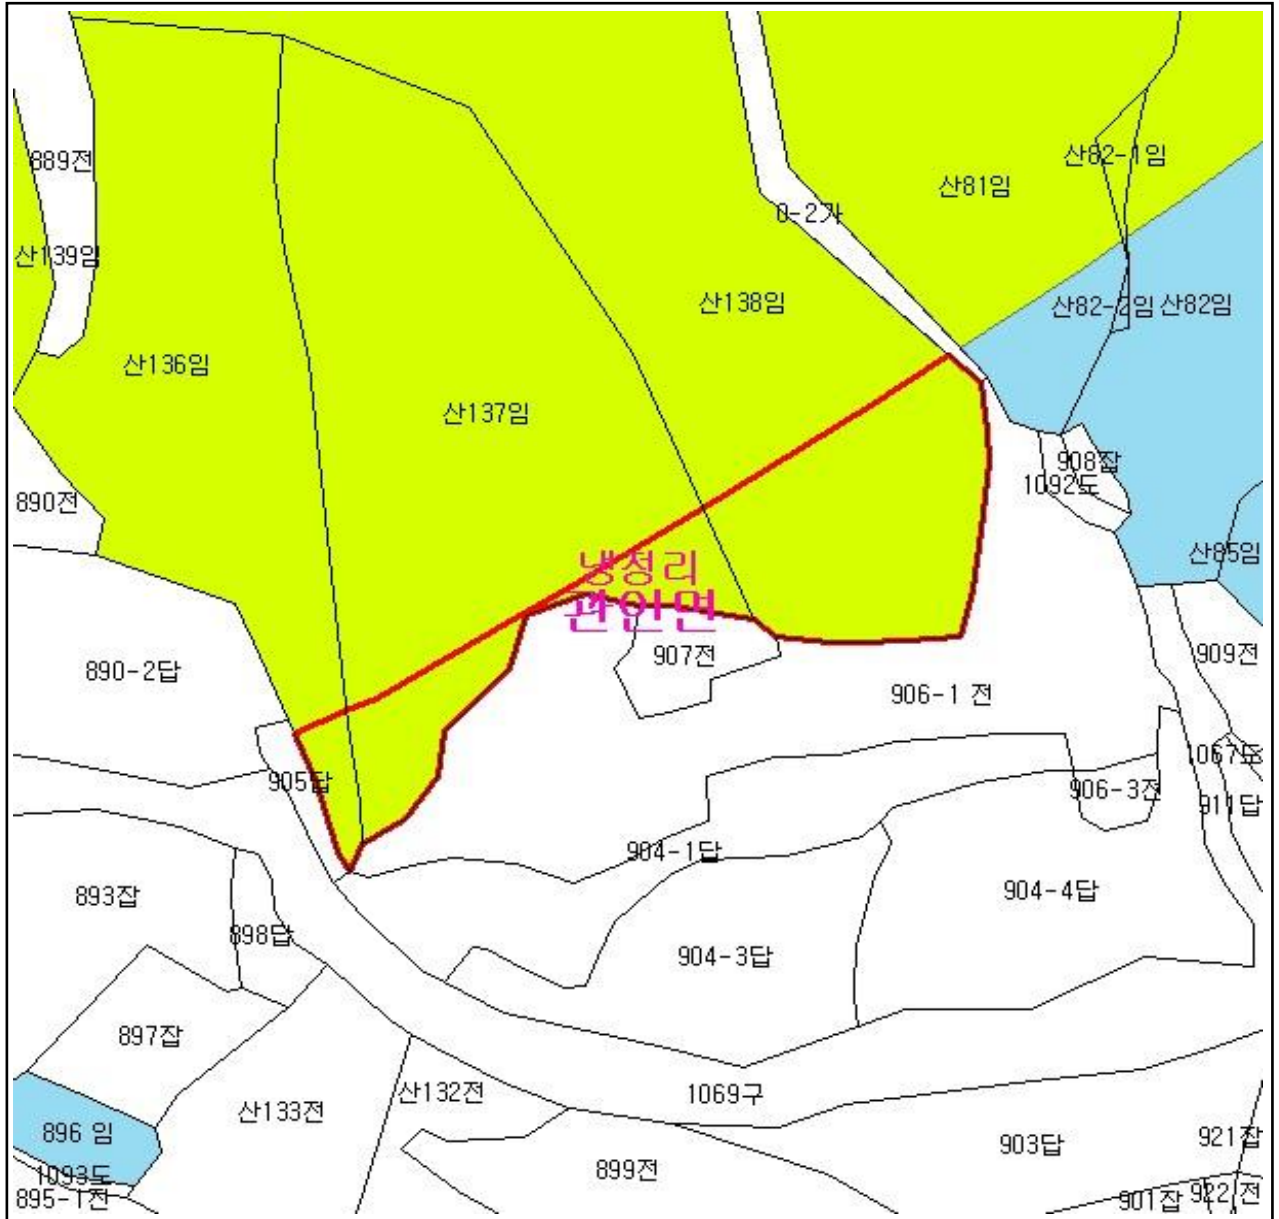 889전
산82-1임
산81임
0-2가
산139임
산138임
산82-2임
산82임
산136임
산137임
908잡
1092도
890전
산85임
냉정리
관인면
907전
909전
890-2답
906-1 전
1067도
905답
906-3전
911답
904-1답
893잡
904-4답
898답
904-3답
897잡
산132전
1069구
산133전
896 임
903답
921잡
899전
1093도
895-1전
901잡
922전